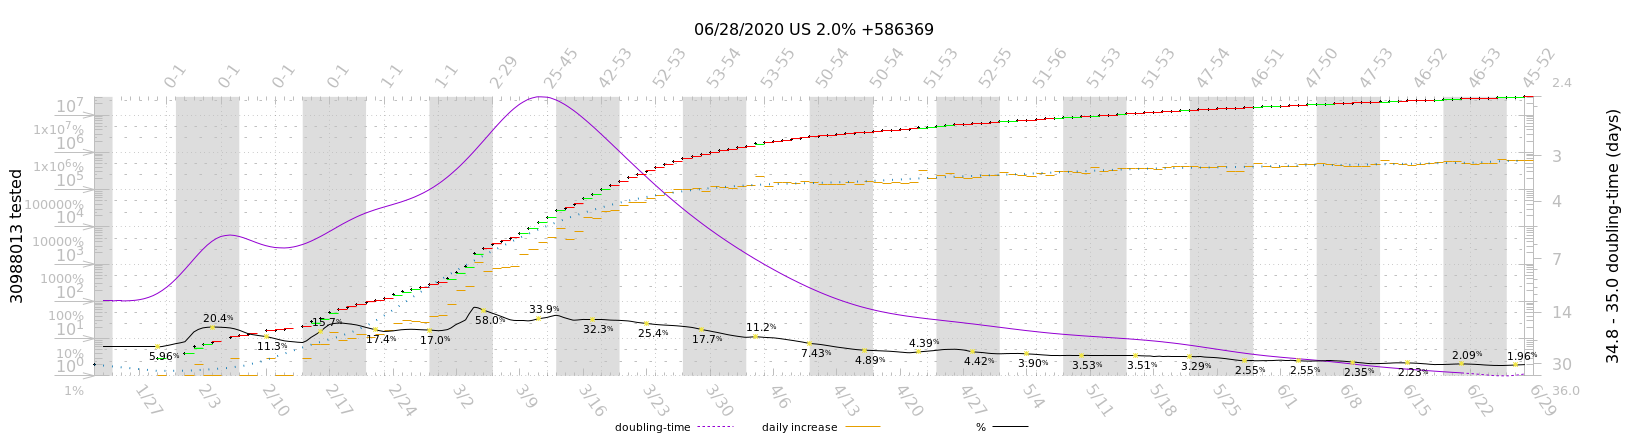 06/28/2020 US 2.0% +586369
0-1 0-1 0-1 0-1 1-1 1-1 2-29 25-45 42-53 52-53 53-54 53-55 50-54 50-54 51-53 52-55 51-56 51-53 47-54 46-51 47-50 47-53 46-52 46-53 45-52
30988013 tested
10⁷
1x10⁷%
10⁶
1x10⁶%
10⁵
100000%
10⁴
10000%
10³
1000%
10²
100%
10¹
10%
10⁰
1%
5.96% 20.4% 11.3% 15.7% 17.4% 17.0% 58.0% 33.9% 32.3% 25.4% 17.7% 11.2% 7.43% 4.89% 4.39% 4.42% 3.90% 3.53% 3.51% 3.29% 2.55% 2.55% 2.35% 2.23% 2.09% 1.96%
2.4
3
4
7
14
30
36.0
34.8 - 35.0 doubling-time (days)
1/27 2/3 2/10 2/17 2/24 3/2 3/9 3/16 3/23 3/30 4/6 4/13 4/20 4/27 5/4 5/11 5/18 5/25 6/1 6/8 6/15 6/22 6/29
doubling-time daily increase %